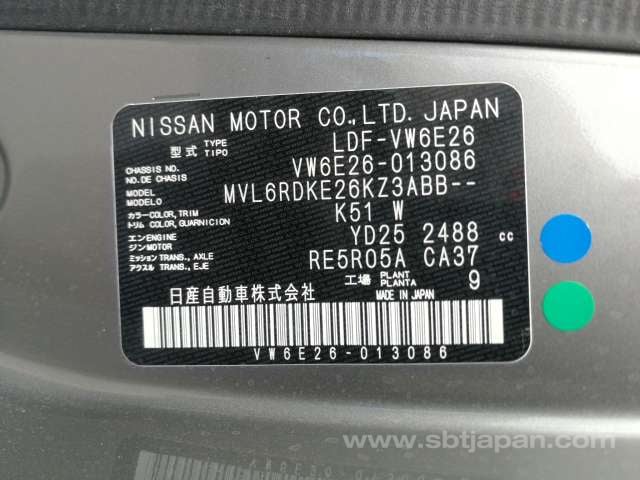 NISSAN MOTOR CO.,LTD. JAPAN
型式 TYPE TIPO LDF-VW6E26
CHASSIS NO. NO.DE CHASIS VW6E26-013086
MODEL MODELO MVL6RDKE26KZ3ABB--
カラー COLOR, TRIM トリム COLOR, GUARNICION K51 W
エンジン ENGINE ジン MOTOR YD25 2488 cc
ミッション TRANS., AXLE アクスル TRANS., EJE RE5R05A CA37
工場 PLANT PLANTA 9
日産自動車株式会社 MADE IN JAPAN
VW6E26-013086
www.sbtjapan.com